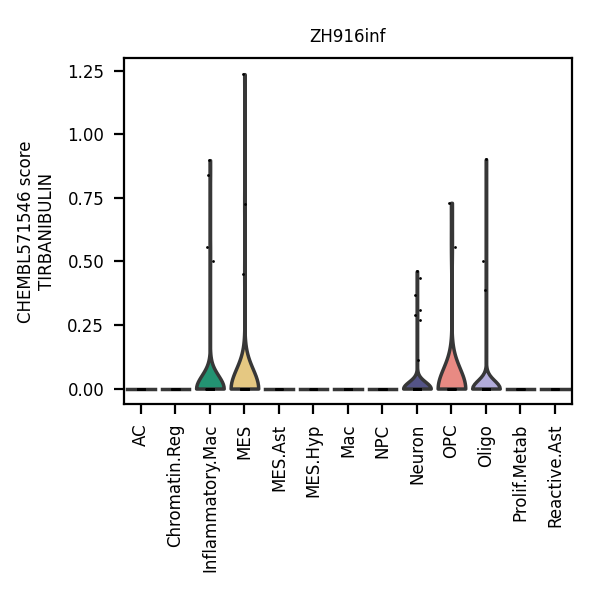 ZH916inf
CHEMBL571546 score
TIRBANIBULIN
1.25
1.00
0.75
0.50
0.25
0.00
AC
Chromatin.Reg
Inflammatory.Mac
MES
MES.Ast
MES.Hyp
Mac
NPC
Neuron
OPC
Oligo
Prolif.Metab
Reactive.Ast